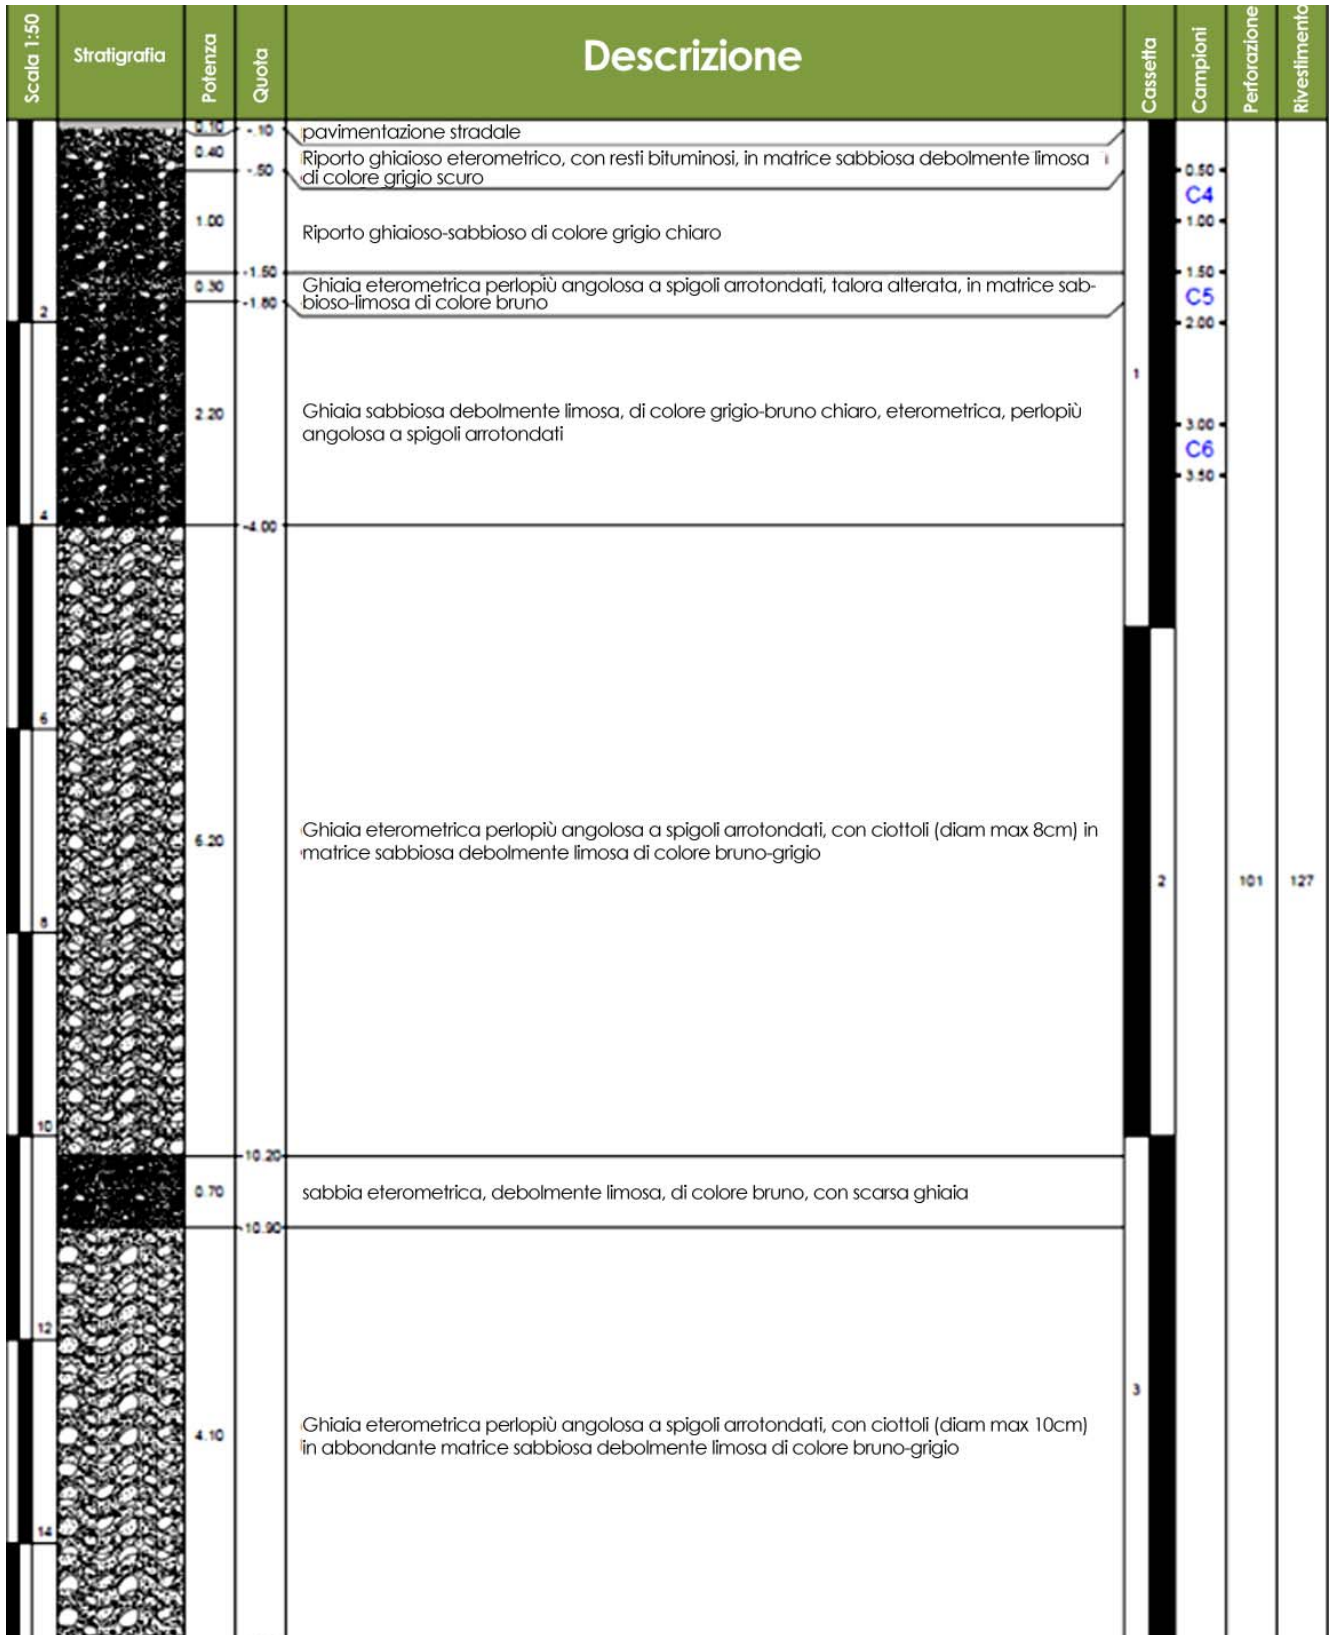 Scala 1:50
Stratigrafia
Potenza
Quota
Descrizione
Cassetta
Campioni
Perforazione
Rivestimento
0.10
-.10
pavimentazione stradale
0.40
-.50
Riporto ghiaioso eterometrico, con resti bituminosi, in matrice sabbiosa debolmente limosa
di colore grigio scuro
0.50
C4
1.00
1.00
Riporto ghiaioso-sabbioso di colore grigio chiaro
-1.50
1.50
0.30
-1.80
Ghiaia eterometrica perlopiù angolosa a spigoli arrotondati, talora alterata, in matrice sab-
bioso-limosa di colore bruno
C5
2
2.00
1
2.20
Ghiaia sabbiosa debolmente limosa, di colore grigio-bruno chiaro, eterometrica, perlopiù
angolosa a spigoli arrotondati
3.00
C6
3.50
4
-4.00
6
6.20
Ghiaia eterometrica perlopiù angolosa a spigoli arrotondati, con ciottoli (diam max 8cm) in
matrice sabbiosa debolmente limosa di colore bruno-grigio
2
101
127
8
10
-10.20
0.70
sabbia eterometrica, debolmente limosa, di colore bruno, con scarsa ghiaia
-10.90
12
3
4.10
Ghiaia eterometrica perlopiù angolosa a spigoli arrotondati, con ciottoli (diam max 10cm)
in abbondante matrice sabbiosa debolmente limosa di colore bruno-grigio
14